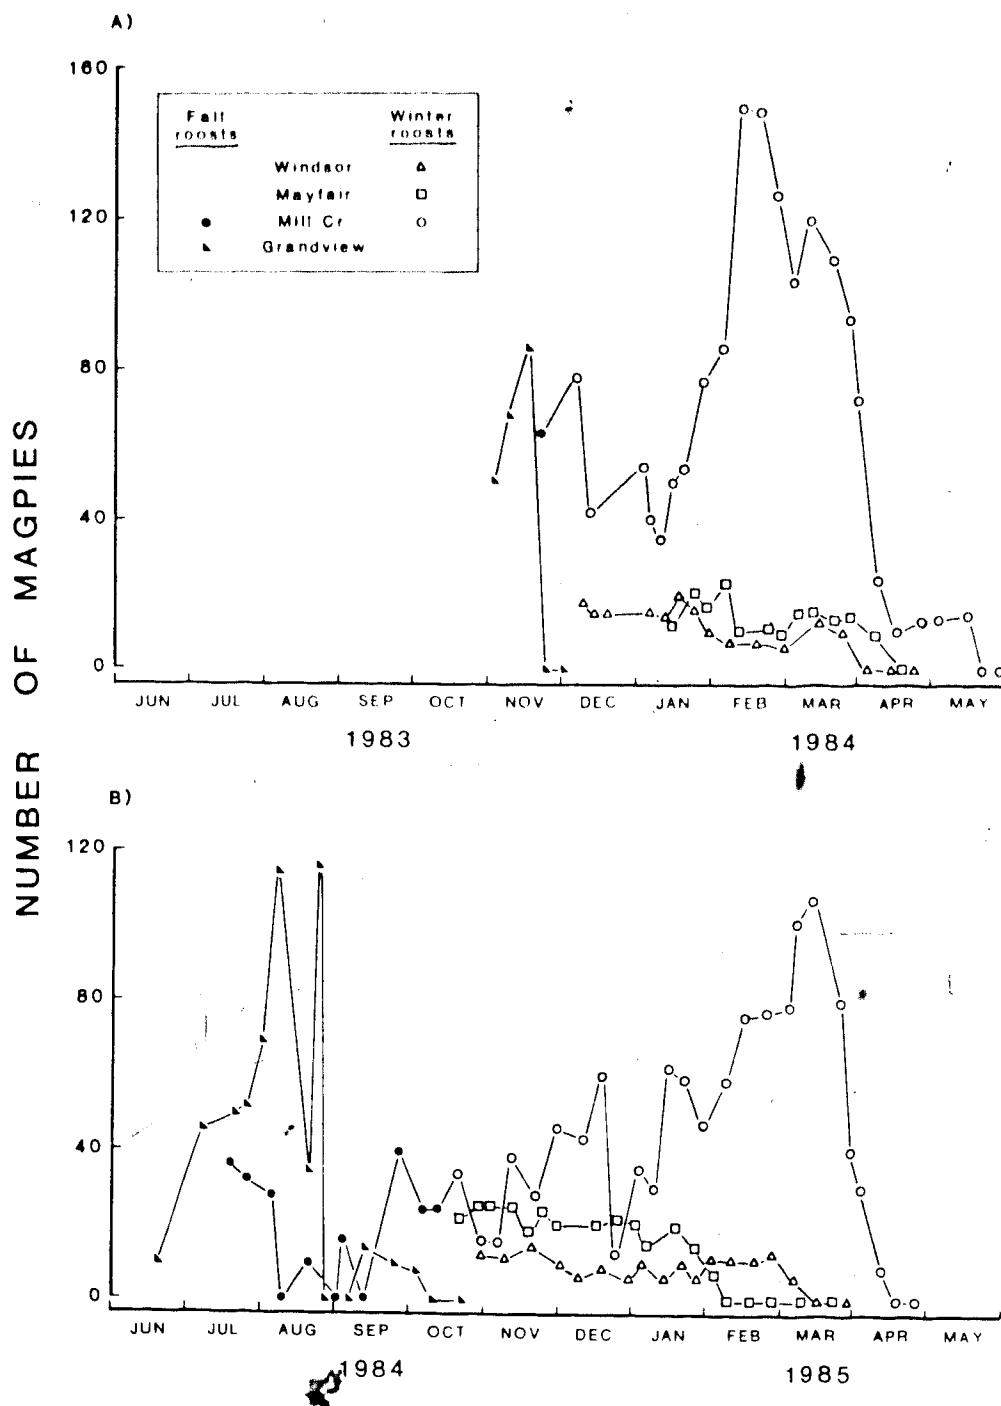 A)
160
120
80
40
0
Fall Winter
roosts roosts
Windsor
Mayfair
Mill Cr
Grandview
JUN JUL AUG SEP OCT NOV DEC JAN FEB MAR APR MAY
1983 1984
NUMBER OF MAGPIES
B)
120
80
40
0
JUN JUL AUG SEP OCT NOV DEC JAN FEB MAR APR MAY
1984 1985